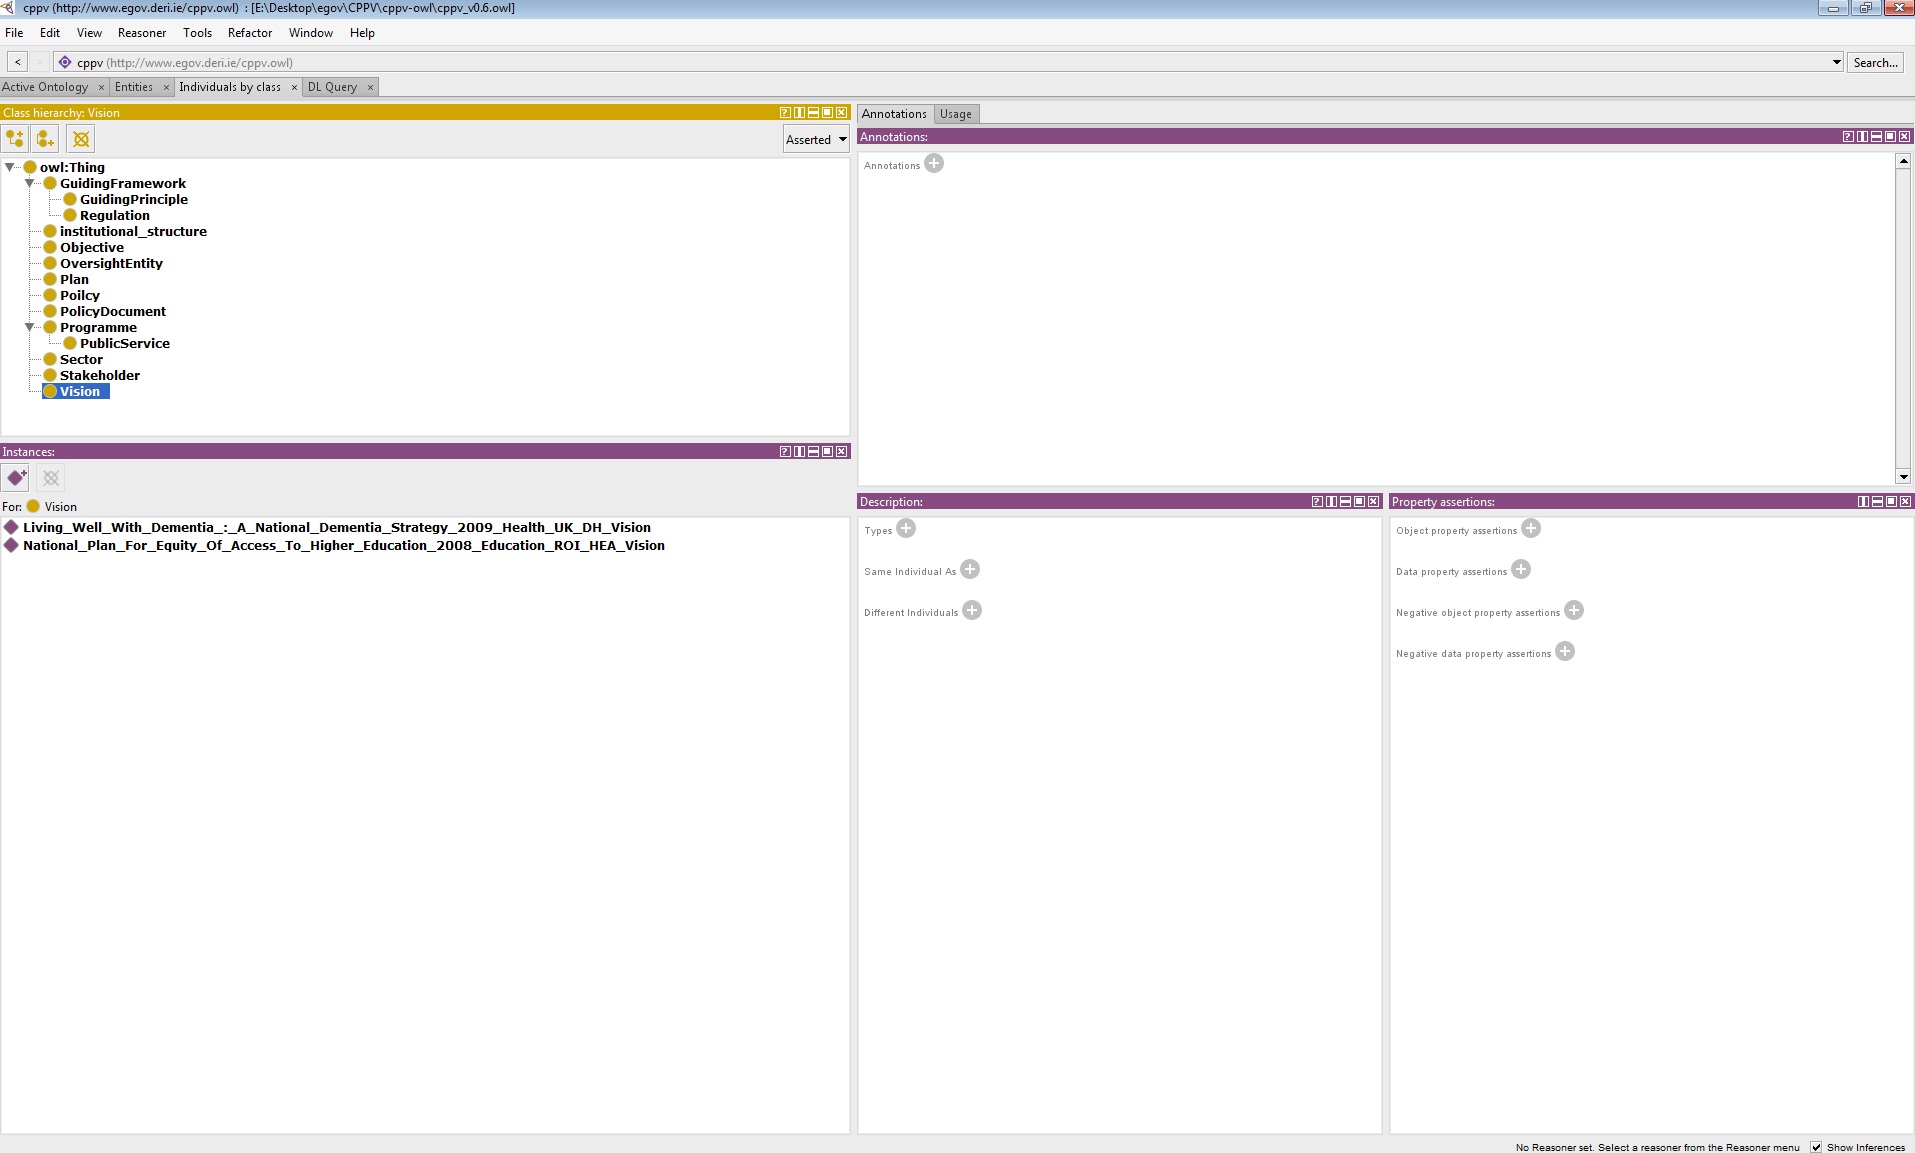 cppv (http://www.egov.deri.ie/cppv.owl) : [E:\Desktop\egov\CPPV\cppv-owl\cppv_v0.6.owl]
File Edit View Reasoner Tools Refactor Window Help
< > cppv (http://www.egov.deri.ie/cppv.owl) Search...
Active Ontology × Entities × Individuals by class × DL Query ×
Class hierarchy: Vision
Asserted
owl:Thing
GuidingFramework
GuidingPrinciple
Regulation
institutional_structure
Objective
OversightEntity
Plan
Poilcy
PolicyDocument
Programme
PublicService
Sector
Stakeholder
Vision
Instances:
For: Vision
Living_Well_With_Dementia_:_A_National_Dementia_Strategy_2009_Health_UK_DH_Vision
National_Plan_For_Equity_Of_Access_To_Higher_Education_2008_Education_ROI_HEA_Vision
Annotations Usage
Annotations:
Annotations
Description:
Types
Same Individual As
Different Individuals
Property assertions:
Object property assertions
Data property assertions
Negative object property assertions
Negative data property assertions
No Reasoner set. Select a reasoner from the Reasoner menu Show Inferences